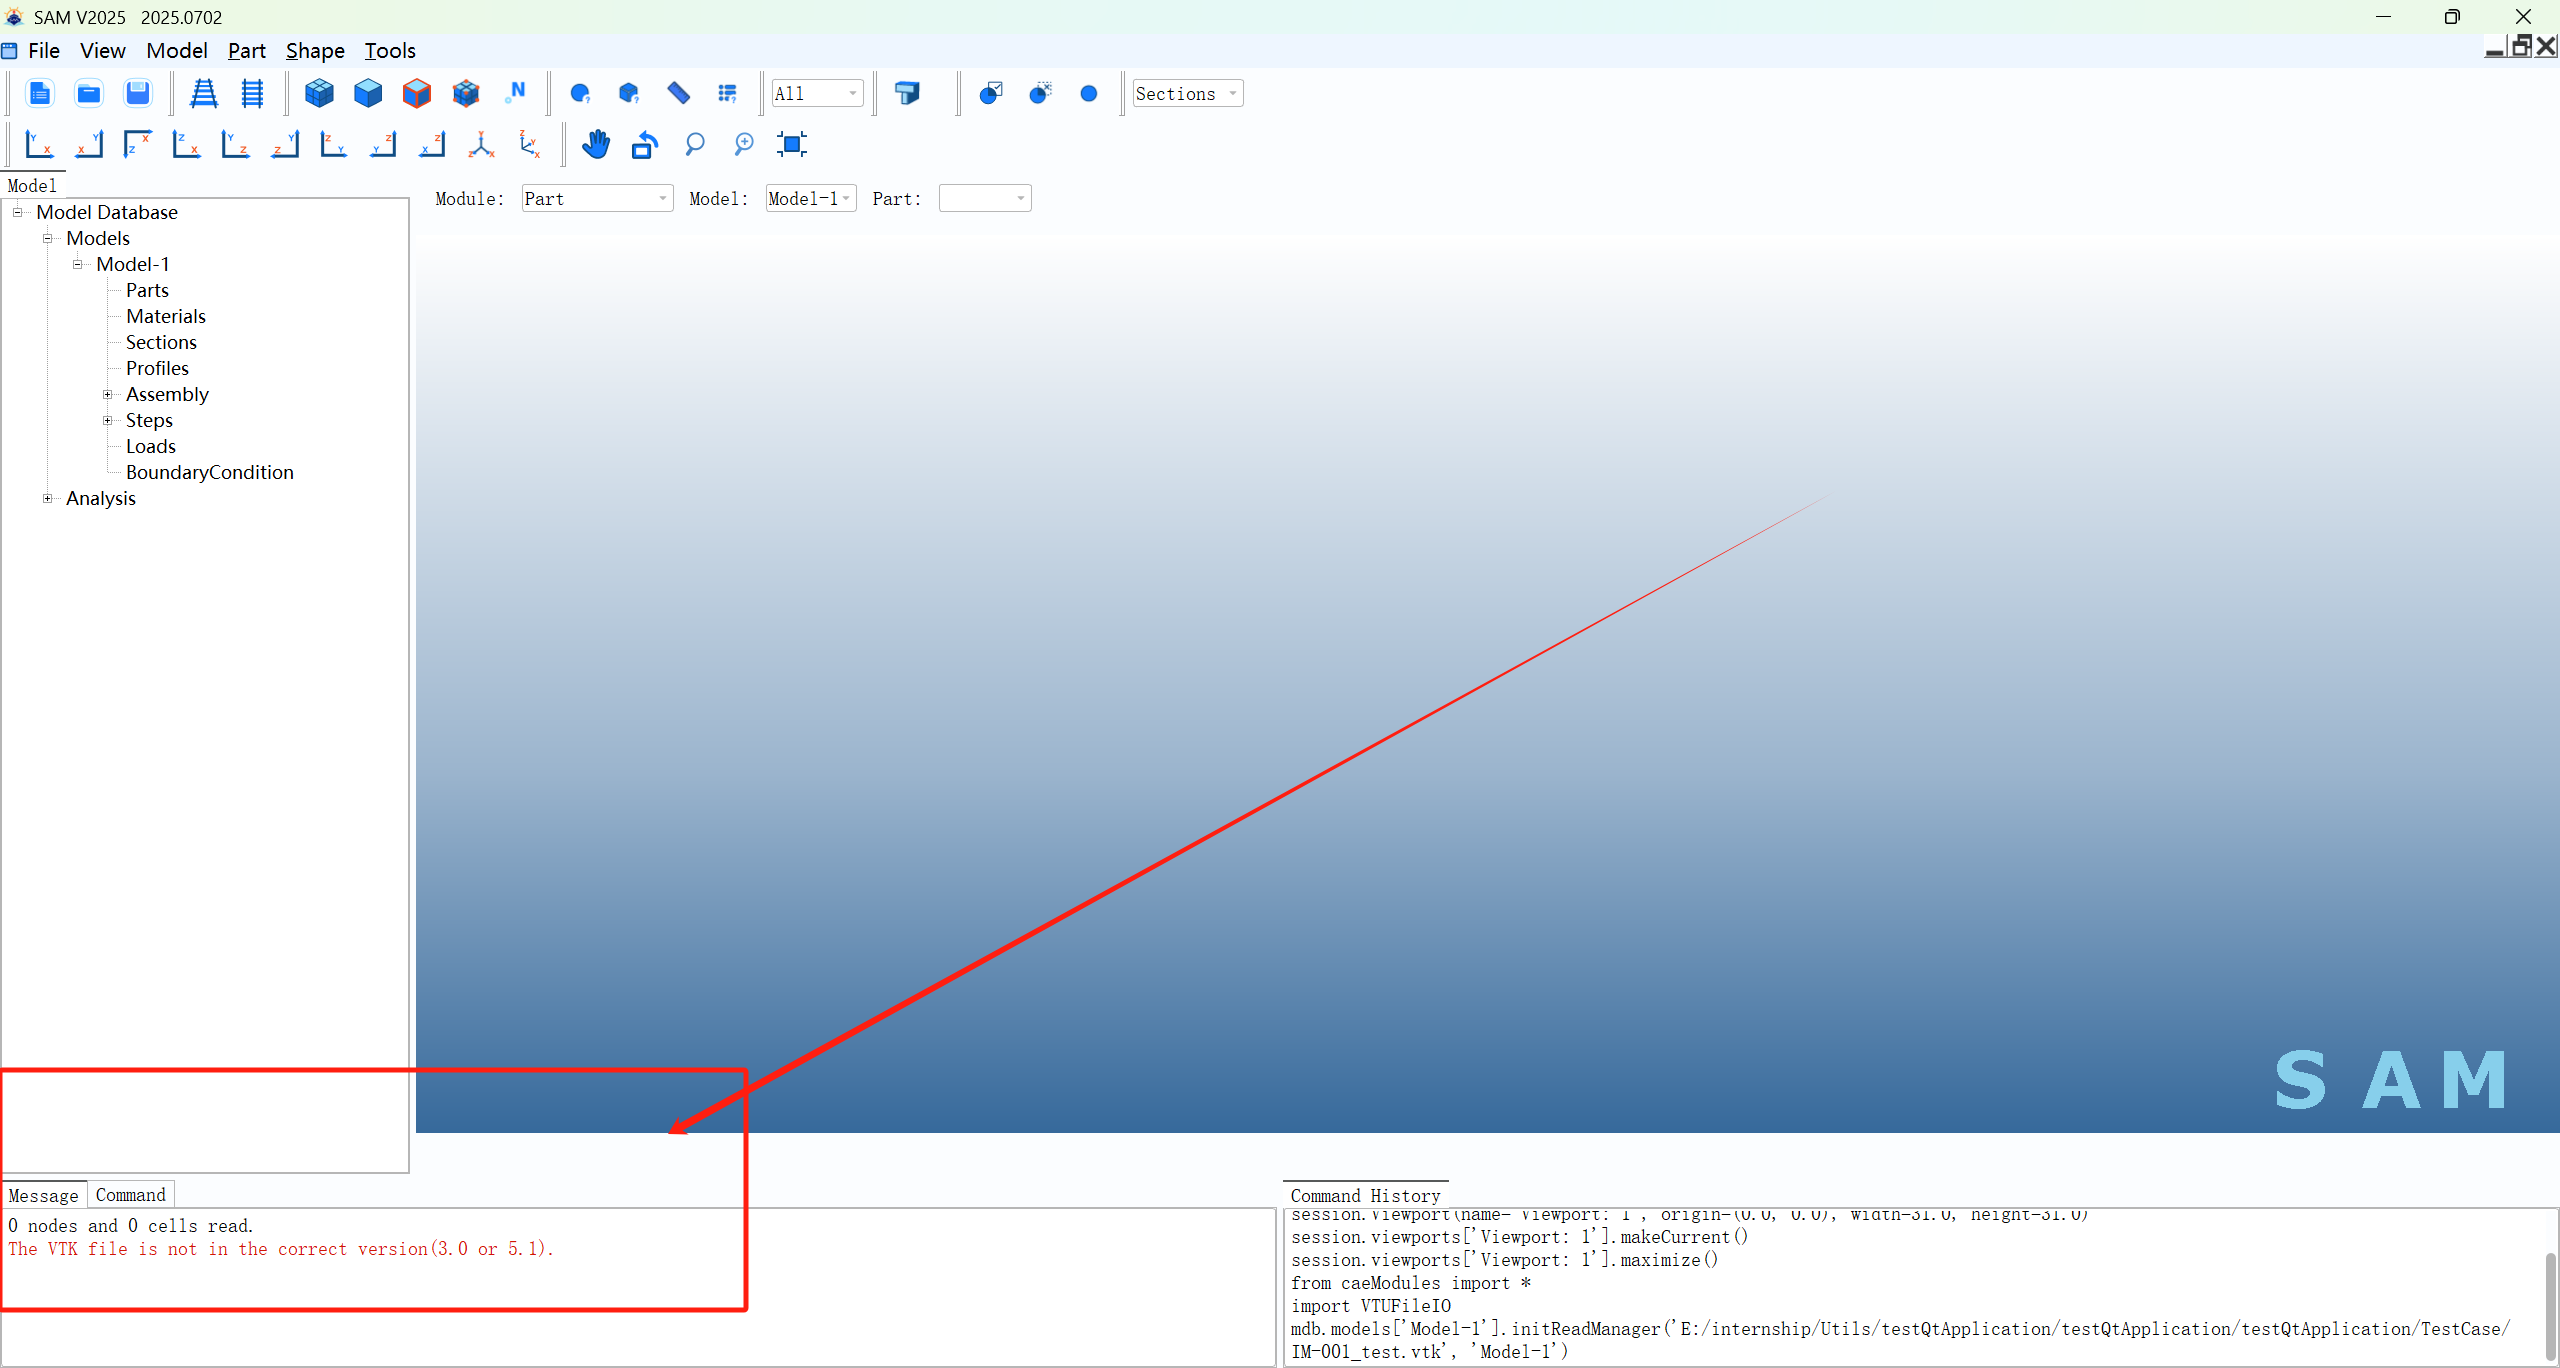 SAM V2025 2025.0702
File View Model Part Shape Tools
N
All
Sections
Model
Module: Part Model: Model-1 Part:
Model Database
Models
Model-1
Parts
Materials
Sections
Profiles
Assembly
Steps
Loads
BoundaryCondition
Analysis
S A M
Message Command
0 nodes and 0 cells read.
The VTK file is not in the correct version(3.0 or 5.1).
Command History
session.Viewport(name='Viewport: 1', origin=(0.0, 0.0), width=31.0, height=31.0)
session.viewports['Viewport: 1'].makeCurrent()
session.viewports['Viewport: 1'].maximize()
from caeModules import *
import VTUFileIO
mdb.models['Model-1'].initReadManager('E:/internship/Utils/testQtApplication/testQtApplication/testQtApplication/TestCase/
IM-001_test.vtk', 'Model-1')